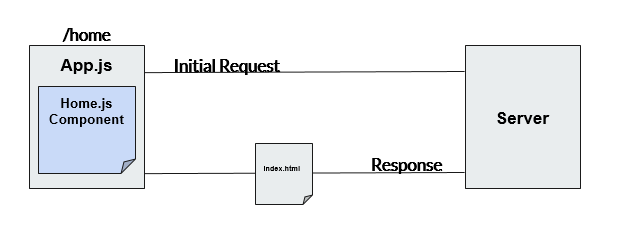 /home
App.js
Initial Request
Home.js
Component
Server
index.html
Response